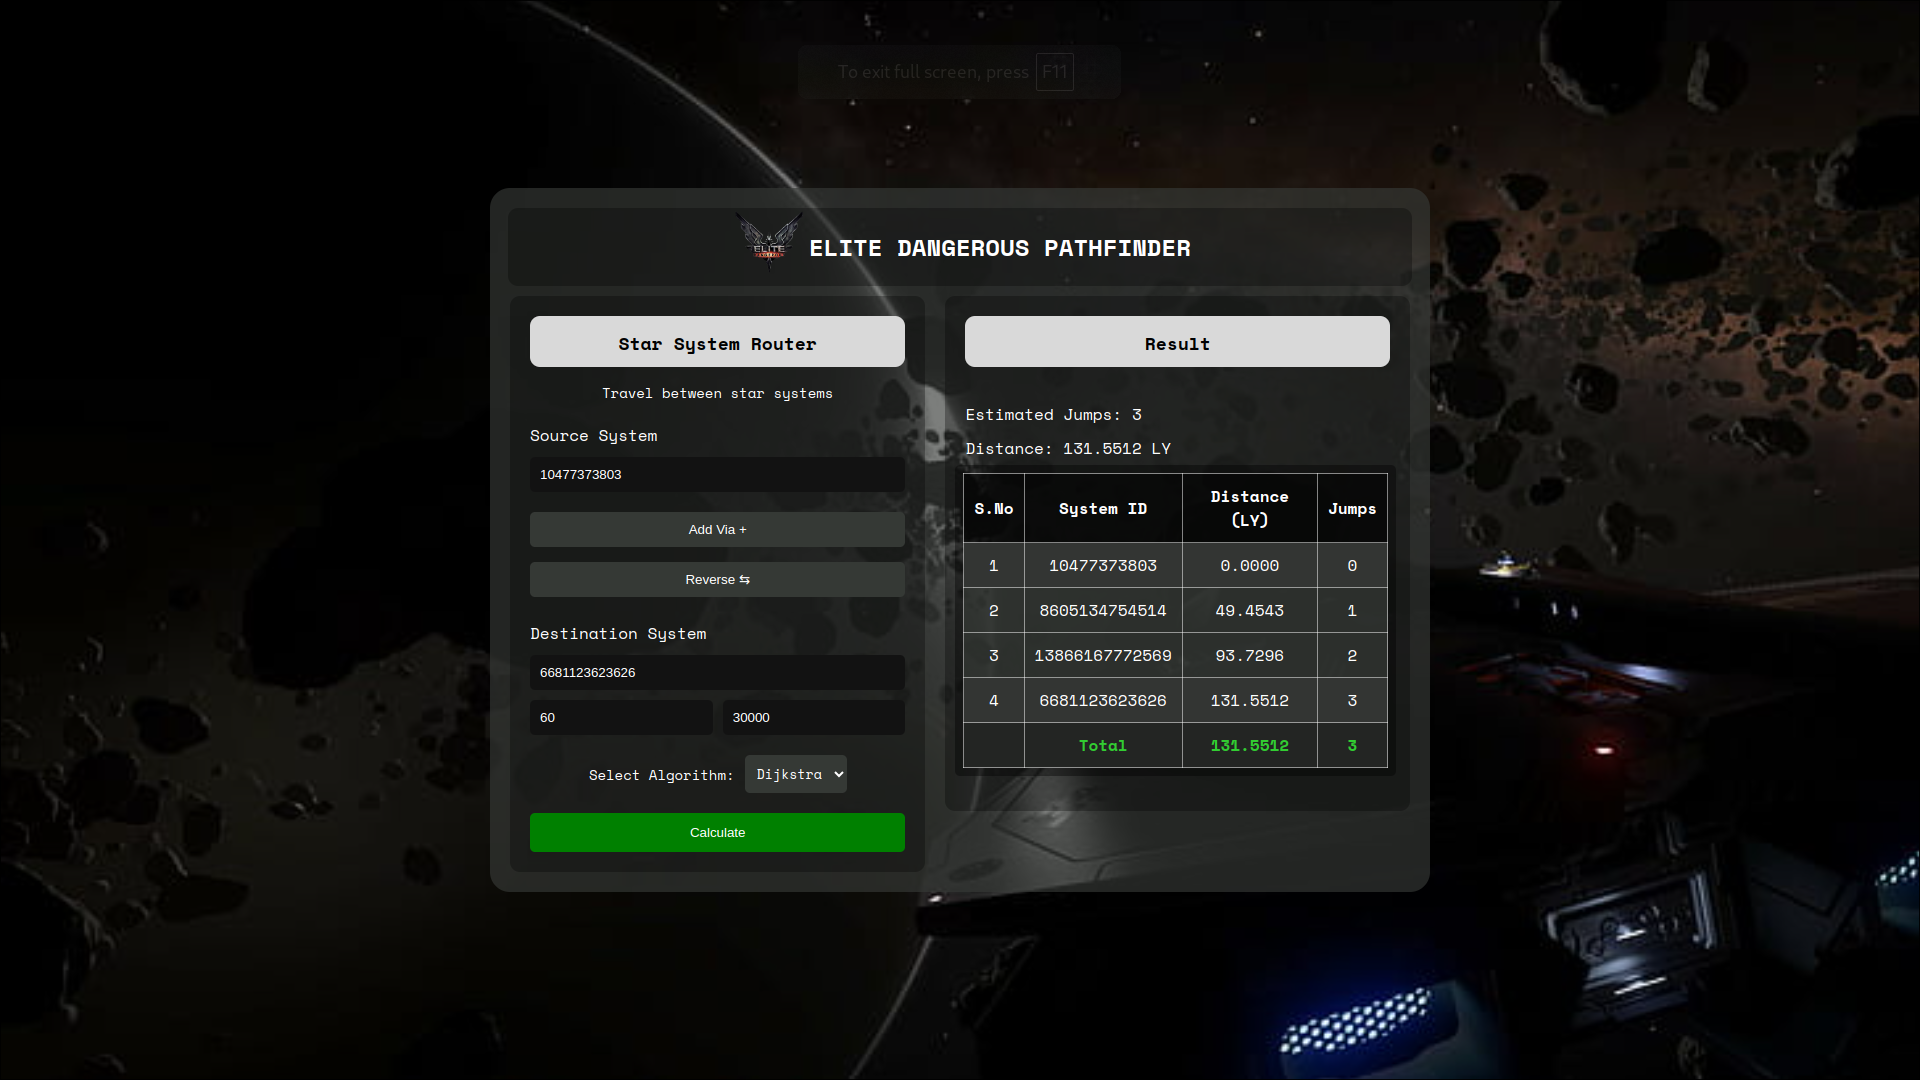 To exit full screen, press F11
ELITE
DANGEROUS
ELITE DANGEROUS PATHFINDER
Star System Router
Travel between star systems
Source System
10477373803
Add Via +
Reverse ⇆
Destination System
6681123623626
60 30000
Select Algorithm: Dijkstra
Calculate
Result
Estimated Jumps: 3
Distance: 131.5512 LY
S.No System ID Distance (LY) Jumps
1 10477373803 0.0000 0
2 8605134754514 49.4543 1
3 13866167772569 93.7296 2
4 6681123623626 131.5512 3
Total 131.5512 3